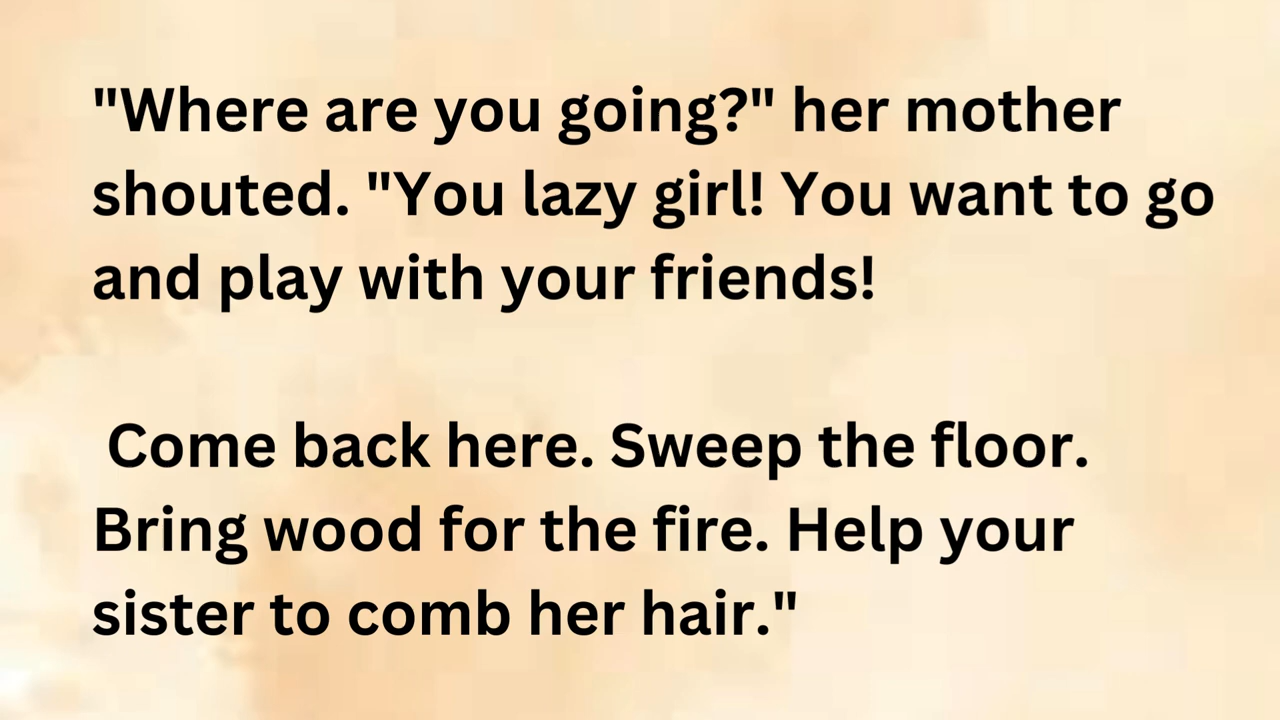 "Where are you going?" her mother
shouted. "You lazy girl! You want to go
and play with your friends!
Come back here. Sweep the floor.
Bring wood for the fire. Help your
sister to comb her hair."